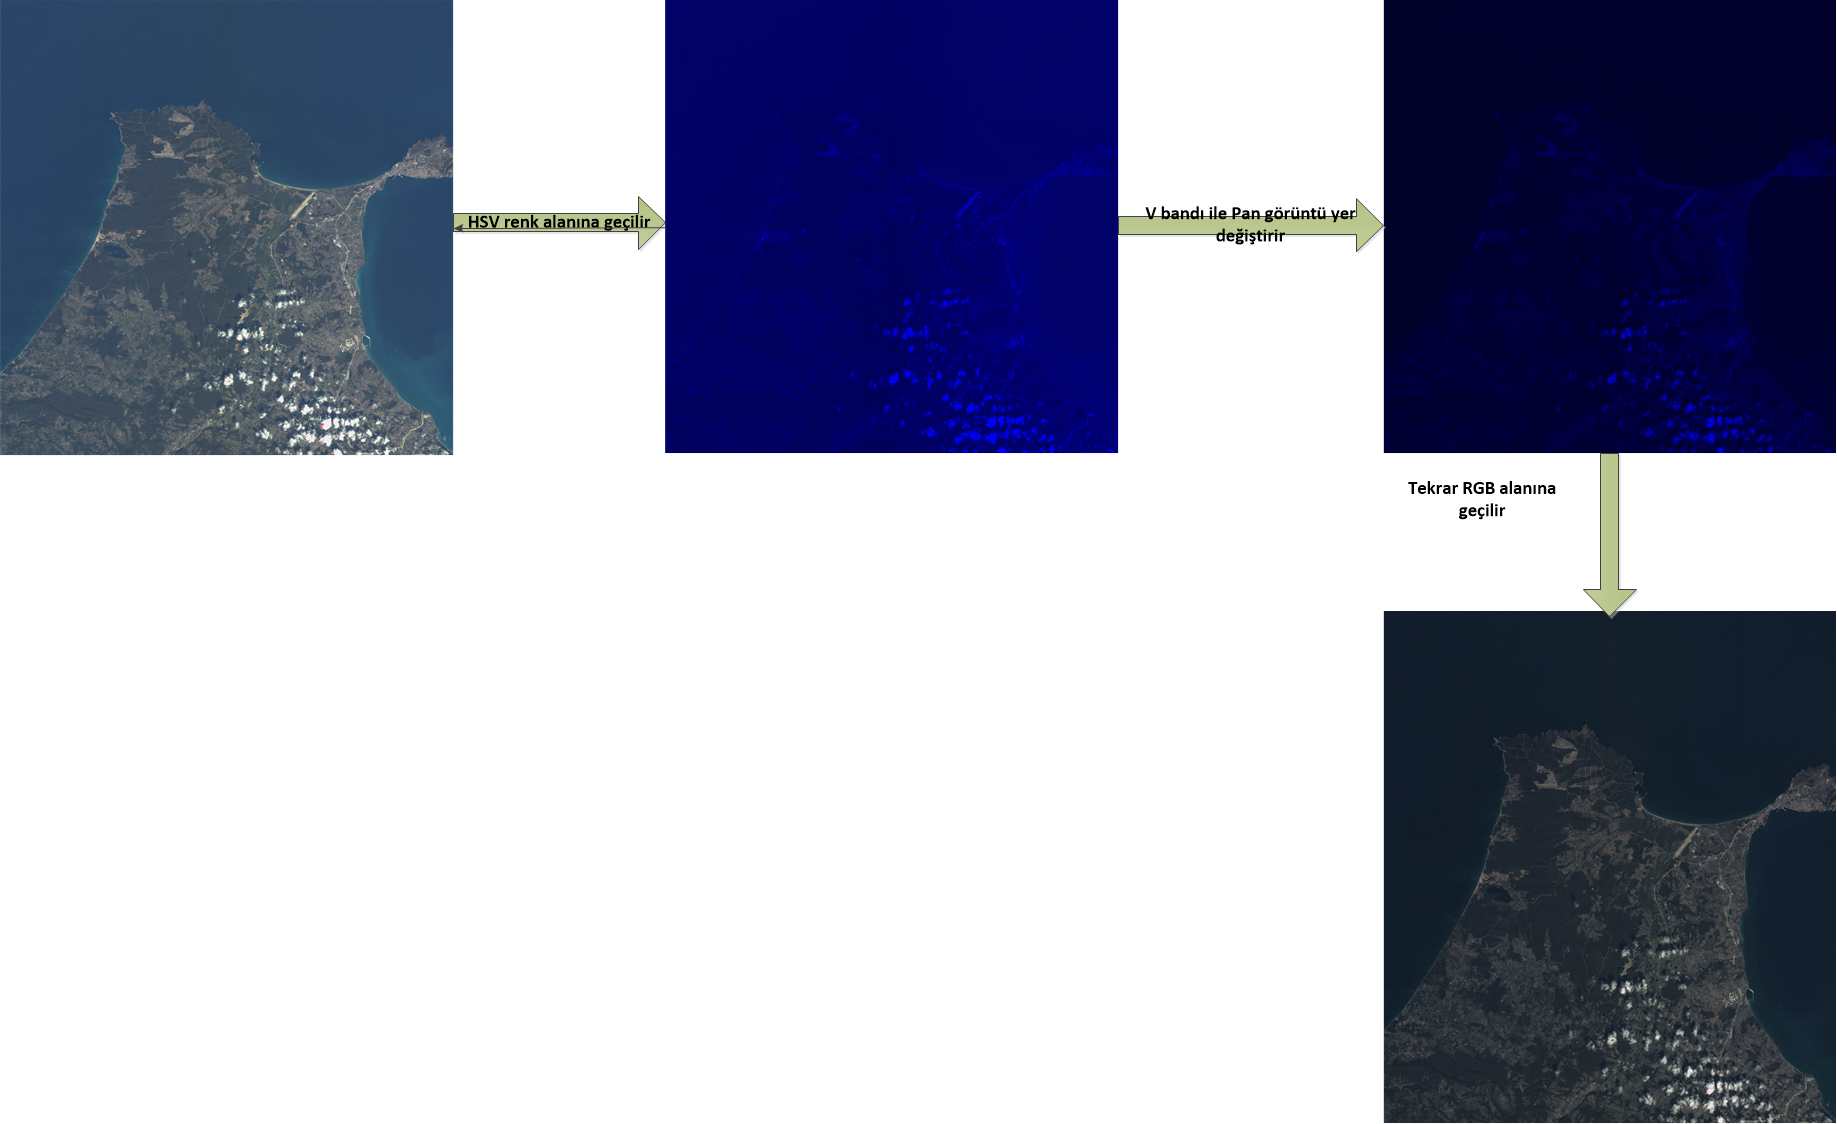 HSV renk alanına geçilir
V bandı ile Pan görüntü yer
değiştirir
Tekrar RGB alanına
geçilir